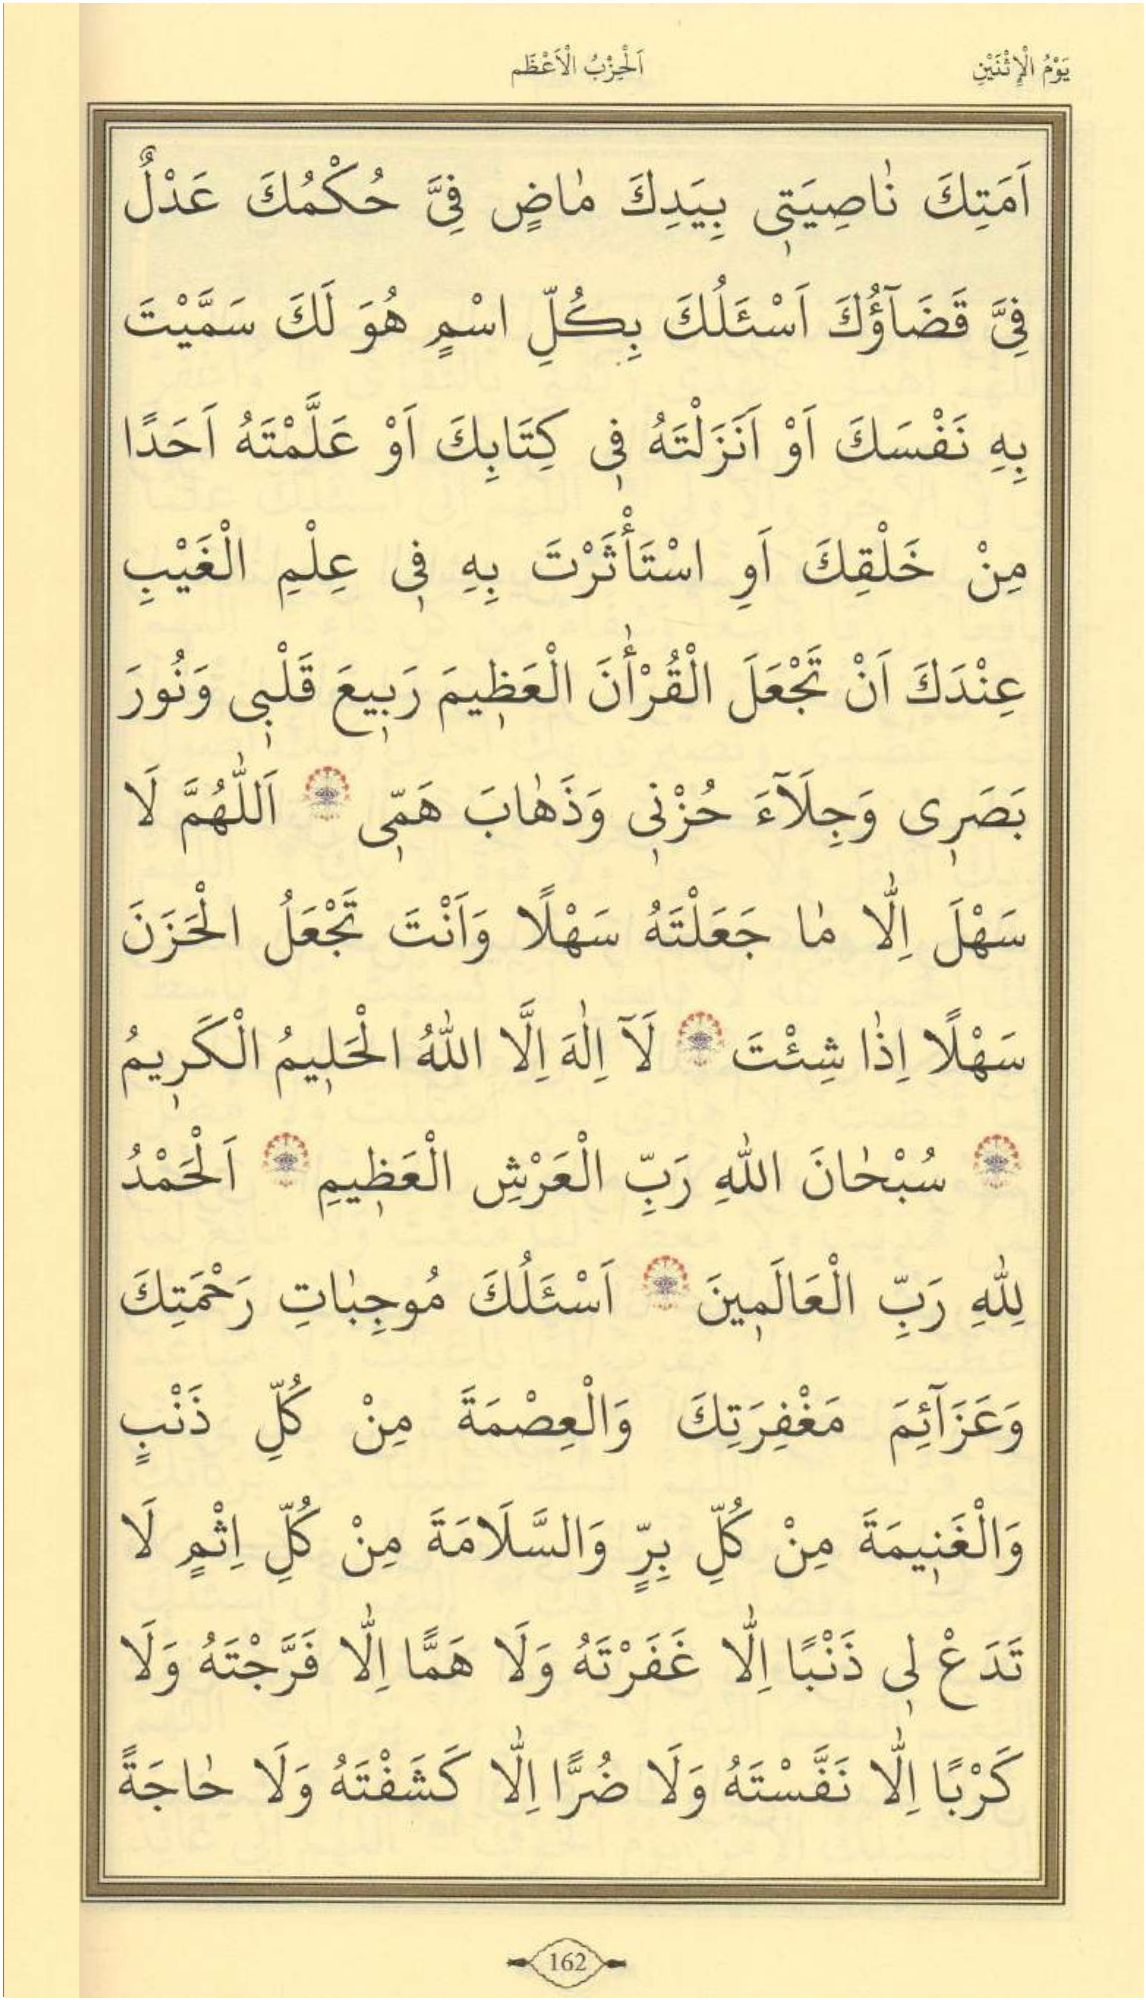 يَوْمُ الْاِثْنَيْنِ
اَلْحِزْبُ الْاَعْظَم
اَمَتِكَ نَاصِيَتٖى بِيَدِكَ مَاضٍ فِىَّ حُكْمُكَ عَدْلٌ
فِىَّ قَضَآؤُكَ اَسْئَلُكَ بِكُلِّ اسْمٍ هُوَ لَكَ سَمَّيْتَ
بِهِ نَفْسَكَ اَوْ اَنْزَلْتَهُ فٖى كِتَابِكَ اَوْ عَلَّمْتَهُ اَحَدًا
مِنْ خَلْقِكَ اَوِ اسْتَأْثَرْتَ بِهِ فٖى عِلْمِ الْغَيْبِ
عِنْدَكَ اَنْ تَجْعَلَ الْقُرْاٰنَ الْعَظٖيمَ رَبٖيعَ قَلْبٖى وَنُورَ
بَصَرٖى وَجِلَآءَ حُزْنٖى وَذَهَابَ هَمّٖى ۞ اَللّٰهُمَّ لَا
سَهْلَ اِلَّا مَا جَعَلْتَهُ سَهْلًا وَاَنْتَ تَجْعَلُ الْحَزَنَ
سَهْلًا اِذَا شِئْتَ ۞ لَآ اِلٰهَ اِلَّا اللّٰهُ الْحَلٖيمُ الْكَرٖيمُ
۞ سُبْحَانَ اللّٰهِ رَبِّ الْعَرْشِ الْعَظٖيمِ ۞ اَلْحَمْدُ
لِلّٰهِ رَبِّ الْعَالَمٖينَ ۞ اَسْئَلُكَ مُوجِبَاتِ رَحْمَتِكَ
وَعَزَآئِمَ مَغْفِرَتِكَ وَالْعِصْمَةَ مِنْ كُلِّ ذَنْبٍ
وَالْغَنٖيمَةَ مِنْ كُلِّ بِرٍّ وَالسَّلَامَةَ مِنْ كُلِّ اِثْمٍ لَا
تَدَعْ لٖى ذَنْبًا اِلَّا غَفَرْتَهُ وَلَا هَمًّا اِلَّا فَرَّجْتَهُ وَلَا
كَرْبًا اِلَّا نَفَّسْتَهُ وَلَا ضُرًّا اِلَّا كَشَفْتَهُ وَلَا حَاجَةً
162